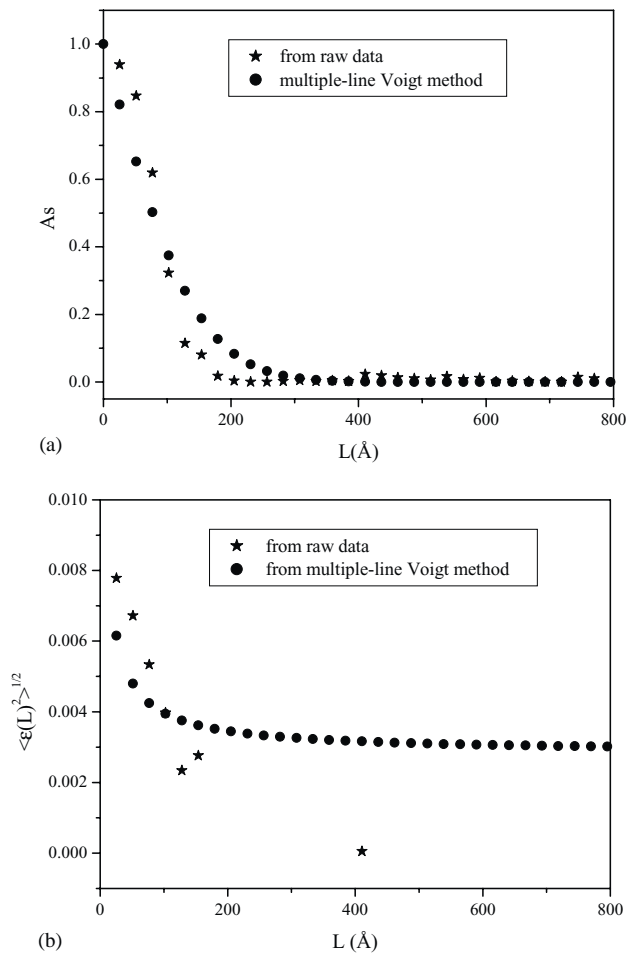 1.0
0.8
0.6
0.4
0.2
0.0
As
from raw data
multiple-line Voigt method
0 200 400 600 800
(a)
L(Å)
0.010
0.008
0.006
0.004
0.002
0.000
<ε(L)²>¹/²
from raw data
from multiple-line Voigt method
0 200 400 600 800
(b)
L (Å)